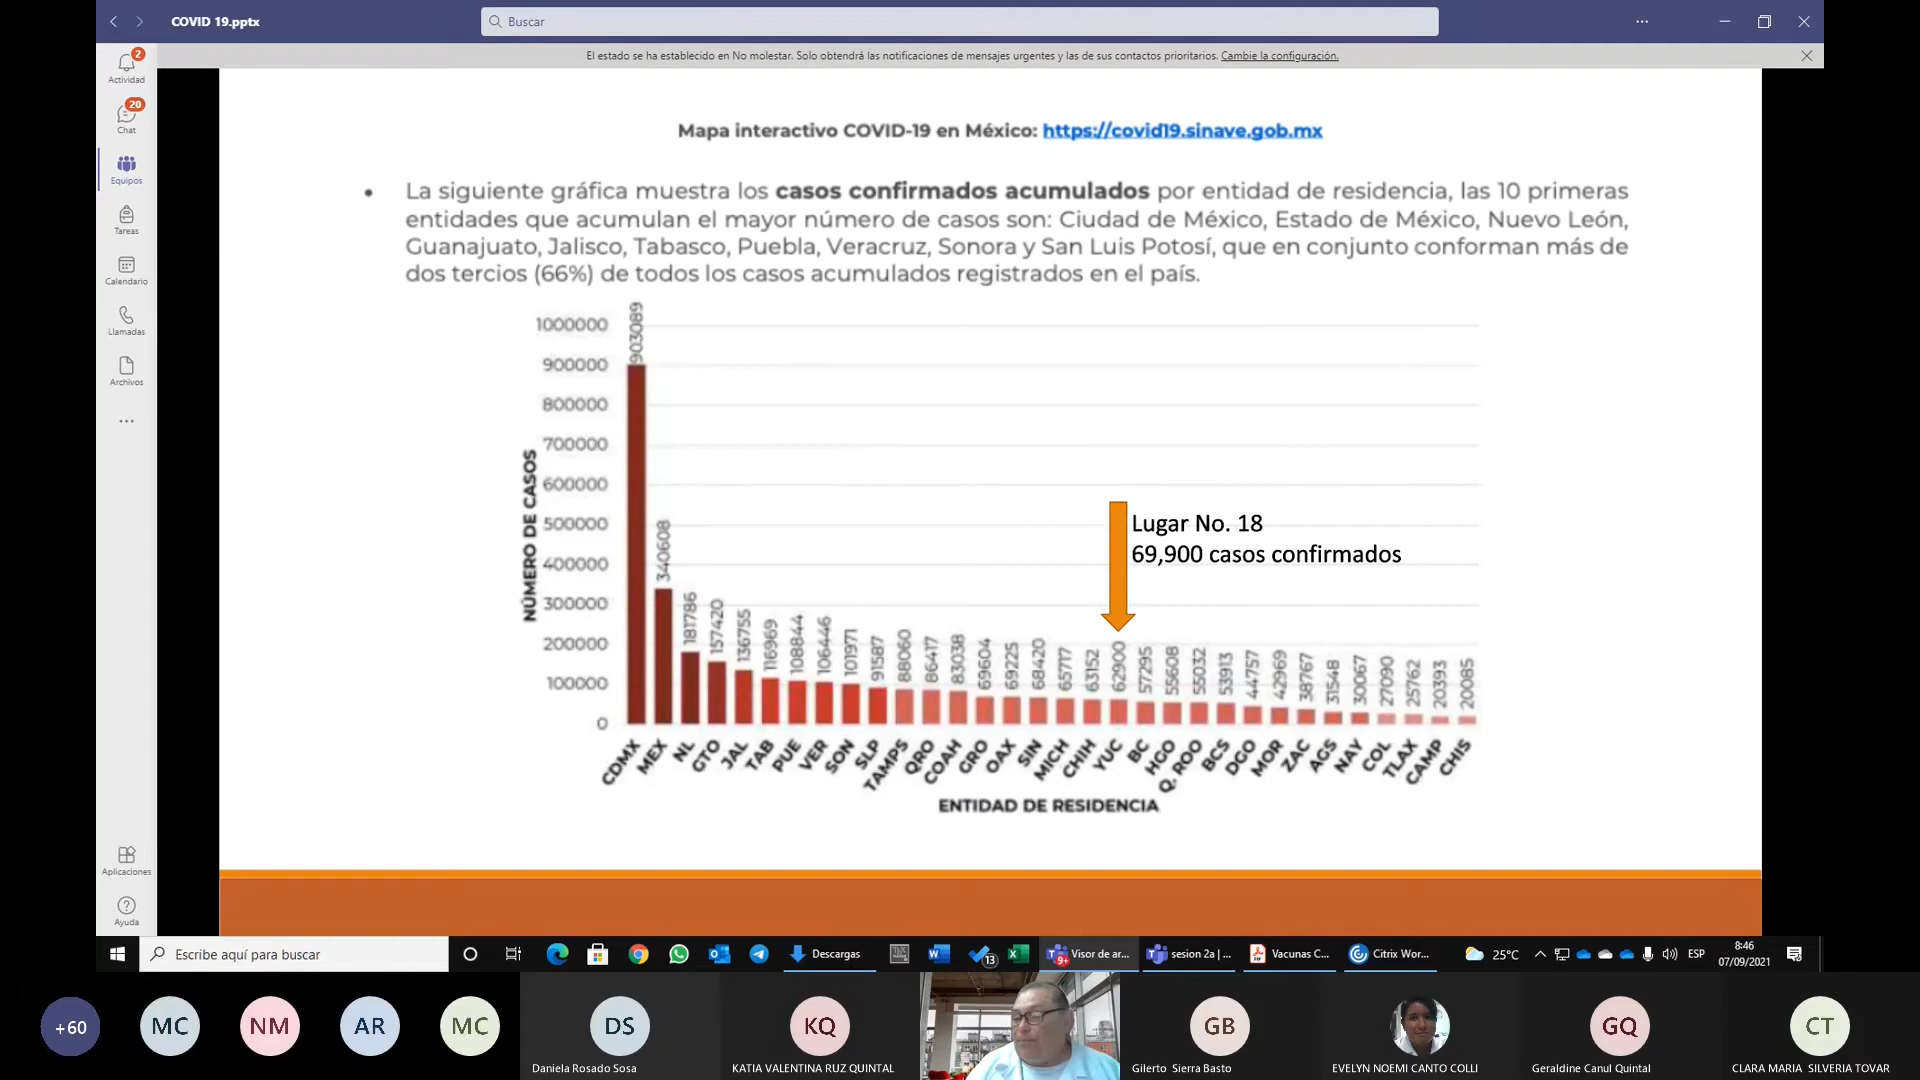 COVID 19.pptx
Buscar
El estado se ha establecido en No molestar. Solo obtendrá las notificaciones de mensajes urgentes y las de sus contactos prioritarios. Cambie la configuración.
2
Actividad
20
Chat
Equipos
Tareas
Calendario
Llamadas
Archivos
Aplicaciones
Ayuda
Mapa interactivo COVID-19 en México: https://covid19.sinave.gob.mx
• La siguiente gráfica muestra los casos confirmados acumulados por entidad de residencia, las 10 primeras
entidades que acumulan el mayor número de casos son: Ciudad de México, Estado de México, Nuevo León,
Guanajuato, Jalisco, Tabasco, Puebla, Veracruz, Sonora y San Luis Potosí, que en conjunto conforman más de
dos tercios (66%) de todos los casos acumulados registrados en el país.
NÚMERO DE CASOS
1000000
900000
800000
700000
600000
500000
400000
300000
200000
100000
0
903089
340608
181786
157420
136755
116969
108844
106446
101971
91587
88060
86417
83038
69604
69225
68420
65717
63152
62900
57295
55608
55032
53913
44757
42969
38767
31548
30067
27090
25762
20393
20085
Lugar No. 18
69,900 casos confirmados
CDMX
MEX
NL
GTO
JAL
TAB
PUE
VER
SON
SLP
TAMPS
QRO
COAH
GRO
OAX
SIN
MICH
CHIH
YUC
BC
HGO
Q. ROO
BCS
DGO
MOR
ZAC
AGS
NAY
COL
TLAX
CAMP
CHIS
ENTIDAD DE RESIDENCIA
Escribe aquí para buscar
Descargas
13
9+
Visor de ar...
sesion 2a | ...
Vacunas C...
Citrix Wor...
25°C
ESP
8:46
07/09/2021
+60
MC
NM
AR
MC
DS
Daniela Rosado Sosa
KQ
KATIA VALENTINA RUZ QUINTAL
GB
Gilerto Sierra Basto
EVELYN NOEMI CANTO COLLI
GQ
Geraldine Canul Quintal
CT
CLARA MARIA SILVERIA TOVAR